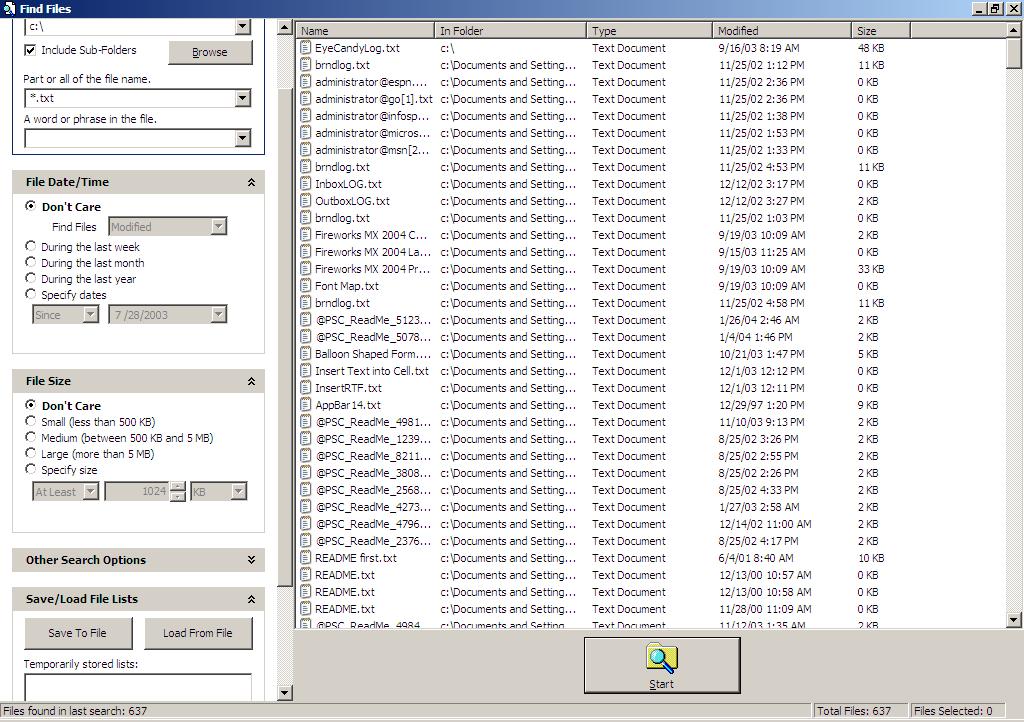 Find Files
c:\
Include Sub-Folders
Browse
Part or all of the file name.
*.txt
A word or phrase in the file.
File Date/Time
Don't Care
Find Files Modified
During the last week
During the last month
During the last year
Specify dates
Since 7 /28/2003
File Size
Don't Care
Small (less than 500 KB)
Medium (between 500 KB and 5 MB)
Large (more than 5 MB)
Specify size
At Least 1024 KB
Other Search Options
Save/Load File Lists
Save To File Load From File
Temporarily stored lists:
Name In Folder Type Modified Size
EyeCandyLog.txt c:\ Text Document 9/16/03 8:19 AM 48 KB
brndlog.txt c:\Documents and Setting... Text Document 11/25/02 1:12 PM 11 KB
administrator@espn.... c:\Documents and Setting... Text Document 11/25/02 2:36 PM 0 KB
administrator@go[1].txt c:\Documents and Setting... Text Document 11/25/02 2:36 PM 0 KB
administrator@infosp... c:\Documents and Setting... Text Document 11/25/02 1:38 PM 0 KB
administrator@micros... c:\Documents and Setting... Text Document 11/25/02 1:53 PM 0 KB
administrator@msn[2... c:\Documents and Setting... Text Document 11/25/02 1:33 PM 0 KB
brndlog.txt c:\Documents and Setting... Text Document 11/25/02 4:53 PM 11 KB
InboxLOG.txt c:\Documents and Setting... Text Document 12/12/02 3:17 PM 0 KB
OutboxLOG.txt c:\Documents and Setting... Text Document 12/12/02 3:27 PM 2 KB
brndlog.txt c:\Documents and Setting... Text Document 11/25/02 1:03 PM 0 KB
Fireworks MX 2004 C... c:\Documents and Setting... Text Document 9/19/03 10:09 AM 2 KB
Fireworks MX 2004 La... c:\Documents and Setting... Text Document 9/15/03 11:25 AM 0 KB
Fireworks MX 2004 Pr... c:\Documents and Setting... Text Document 9/19/03 10:09 AM 33 KB
Font Map.txt c:\Documents and Setting... Text Document 9/19/03 10:09 AM 0 KB
brndlog.txt c:\Documents and Setting... Text Document 11/25/02 4:58 PM 11 KB
@PSC_ReadMe_5123... c:\Documents and Setting... Text Document 1/26/04 2:46 AM 2 KB
@PSC_ReadMe_5078... c:\Documents and Setting... Text Document 1/4/04 1:46 PM 2 KB
Balloon Shaped Form.... c:\Documents and Setting... Text Document 10/21/03 1:47 PM 5 KB
Insert Text into Cell.txt c:\Documents and Setting... Text Document 12/1/03 12:12 PM 0 KB
InsertRTF.txt c:\Documents and Setting... Text Document 12/1/03 12:11 PM 0 KB
AppBar14.txt c:\Documents and Setting... Text Document 12/29/97 1:20 PM 9 KB
@PSC_ReadMe_4981... c:\Documents and Setting... Text Document 11/10/03 9:13 PM 2 KB
@PSC_ReadMe_1239... c:\Documents and Setting... Text Document 8/25/02 3:26 PM 2 KB
@PSC_ReadMe_8211... c:\Documents and Setting... Text Document 8/25/02 2:55 PM 2 KB
@PSC_ReadMe_3808... c:\Documents and Setting... Text Document 8/25/02 2:26 PM 2 KB
@PSC_ReadMe_2568... c:\Documents and Setting... Text Document 8/25/02 4:33 PM 2 KB
@PSC_ReadMe_4273... c:\Documents and Setting... Text Document 1/27/03 2:58 AM 2 KB
@PSC_ReadMe_4796... c:\Documents and Setting... Text Document 12/14/02 11:00 AM 2 KB
@PSC_ReadMe_2376... c:\Documents and Setting... Text Document 8/25/02 4:17 PM 2 KB
README first.txt c:\Documents and Setting... Text Document 6/4/01 8:40 AM 10 KB
README.txt c:\Documents and Setting... Text Document 12/13/00 10:57 AM 0 KB
README.txt c:\Documents and Setting... Text Document 12/13/00 10:58 AM 0 KB
README.txt c:\Documents and Setting... Text Document 11/28/00 11:09 AM 0 KB
@PSC_ReadMe_4984... c:\Documents and Setting... Text Document 11/12/03 1:35 AM 2 KB
Start
Files found in last search: 637 Total Files: 637 Files Selected: 0